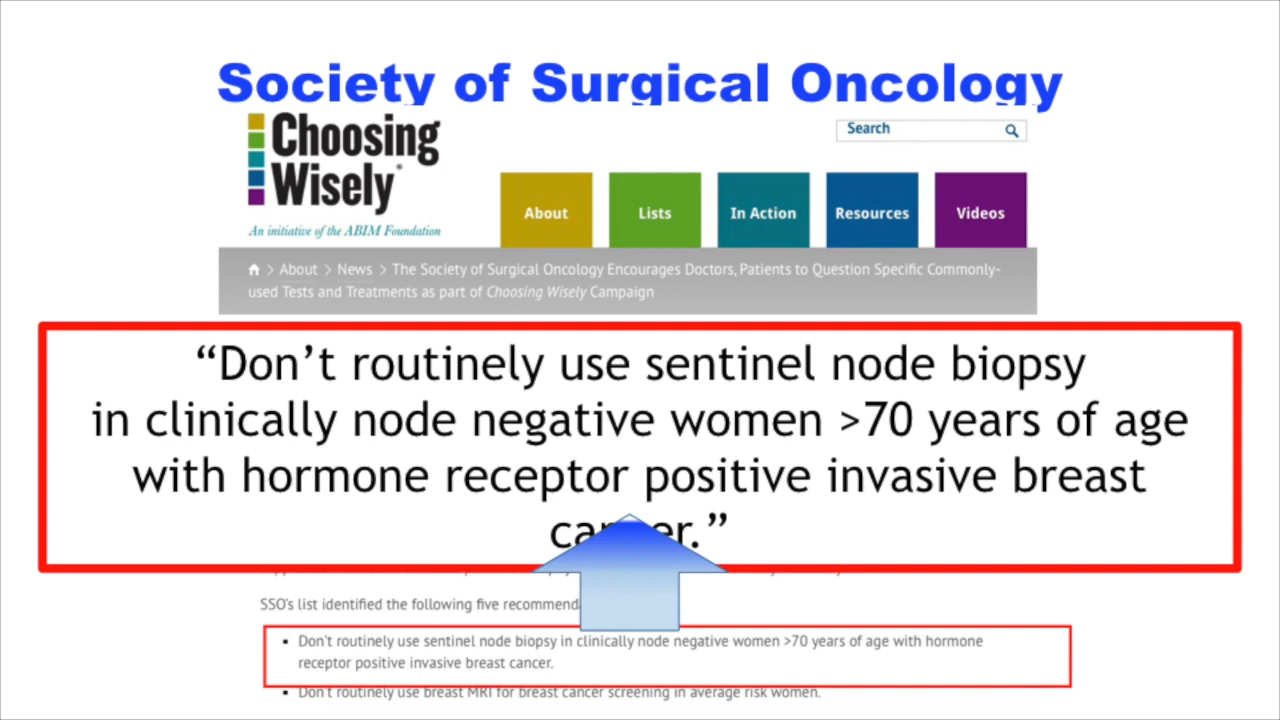 Society of Surgical Oncology
Choosing
Wisely®
An initiative of the ABIM Foundation
Search
About
Lists
In Action
Resources
Videos
> About > News > The Society of Surgical Oncology Encourages Doctors, Patients to Question Specific Commonly-
used Tests and Treatments as part of Choosing Wisely Campaign
“Don’t routinely use sentinel node biopsy
in clinically node negative women >70 years of age
with hormone receptor positive invasive breast
SSO's list identified the following five
▪ Don't routinely use sentinel node biopsy in clinically node negative women >70 years of age with hormone
receptor positive invasive breast cancer.
▪ Don't routinely use breast MRI for breast cancer screening in average risk women.